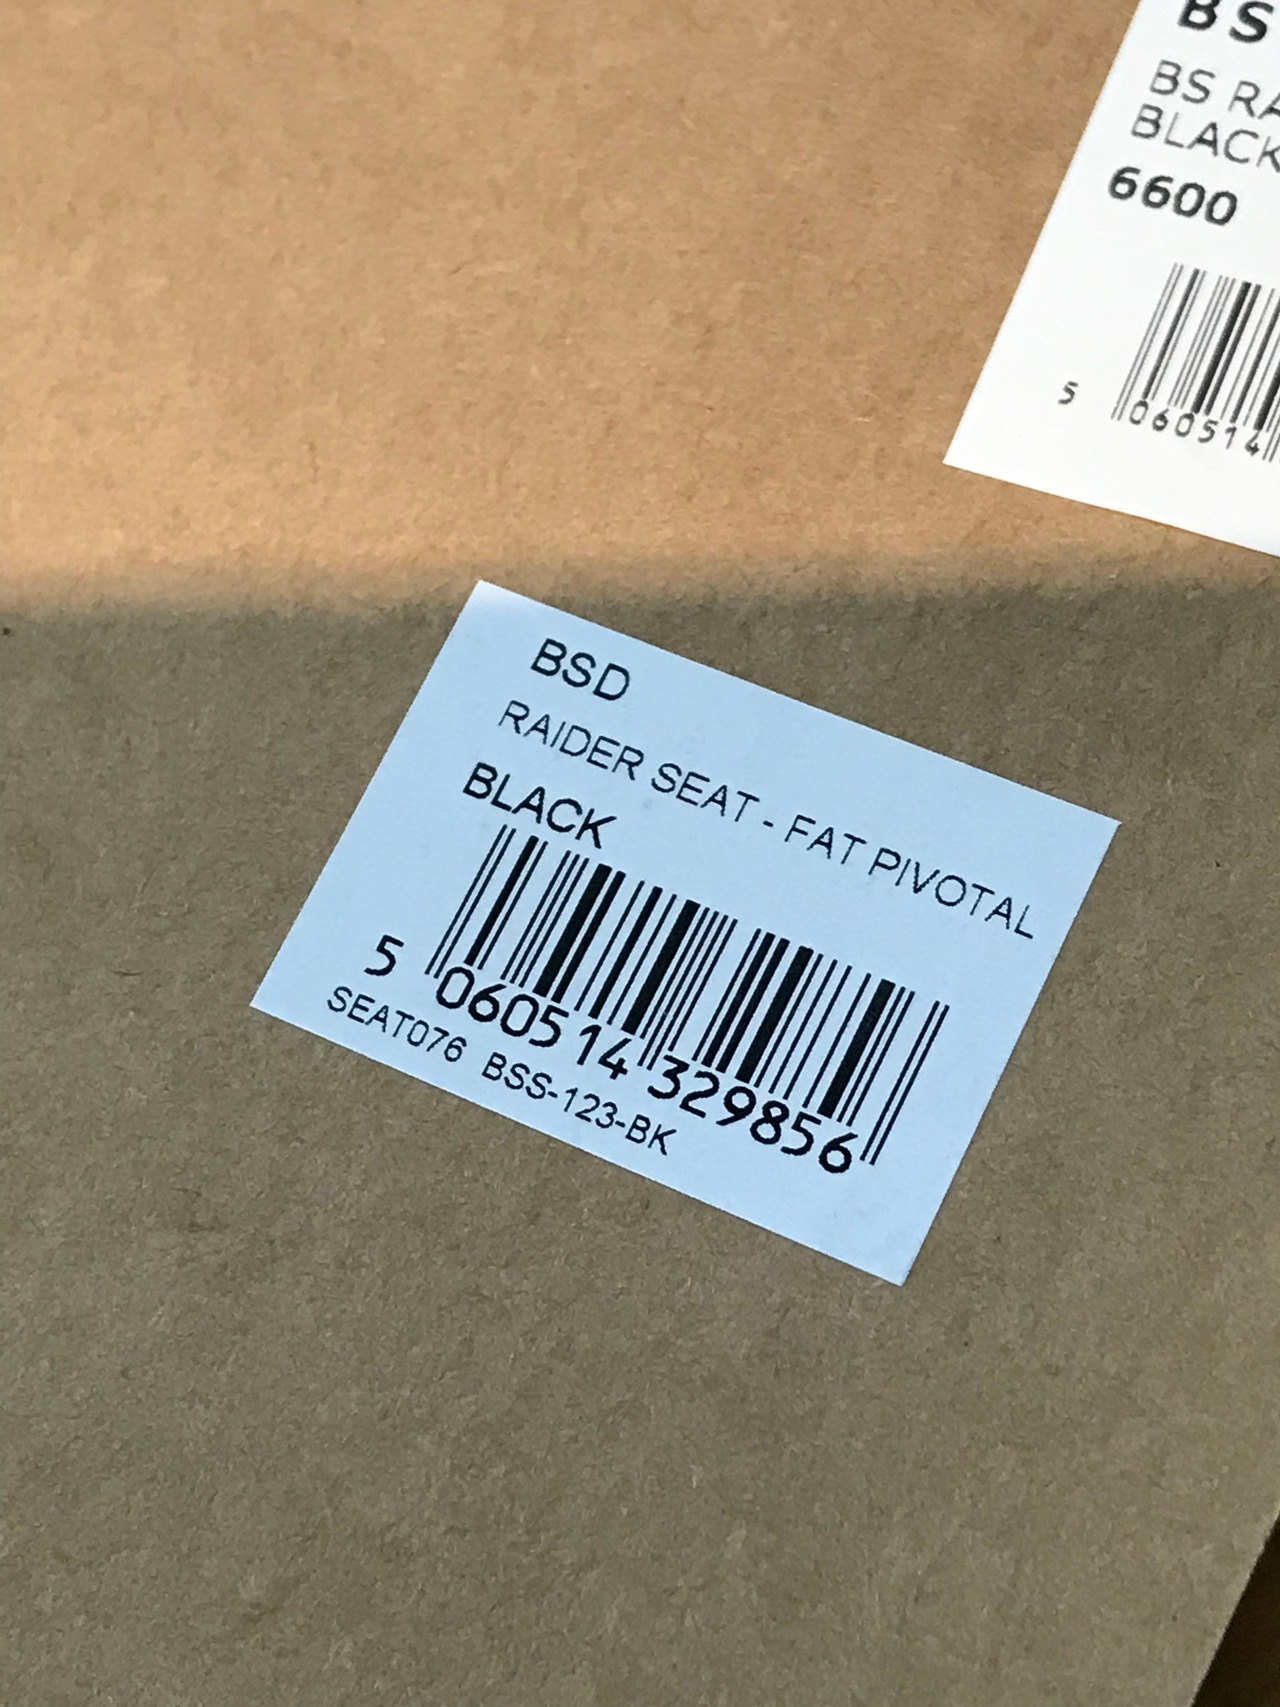 BS
BS RA
BLACK
6600
5 060514
BSD
RAIDER SEAT - FAT PIVOTAL
BLACK
5 060514 329856
SEAT076 BSS-123-BK